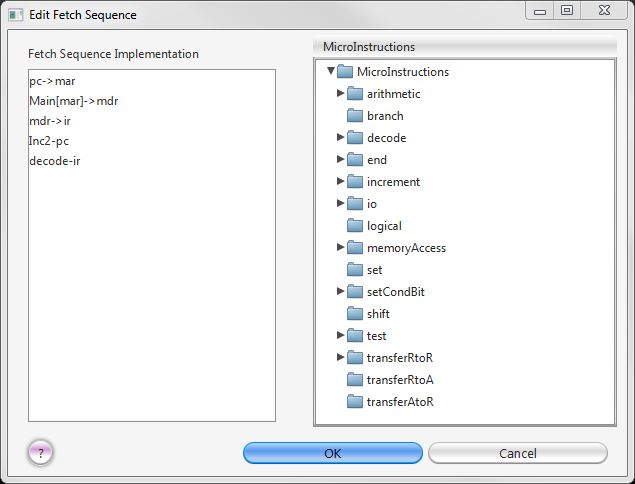 Edit Fetch Sequence
Fetch Sequence Implementation
pc->mar
Main[mar]->mdr
mdr->ir
Inc2-pc
decode-ir
MicroInstructions
MicroInstructions
arithmetic
branch
decode
end
increment
io
logical
memoryAccess
set
setCondBit
shift
test
transferRtoR
transferRtoA
transferAtoR
?
OK
Cancel